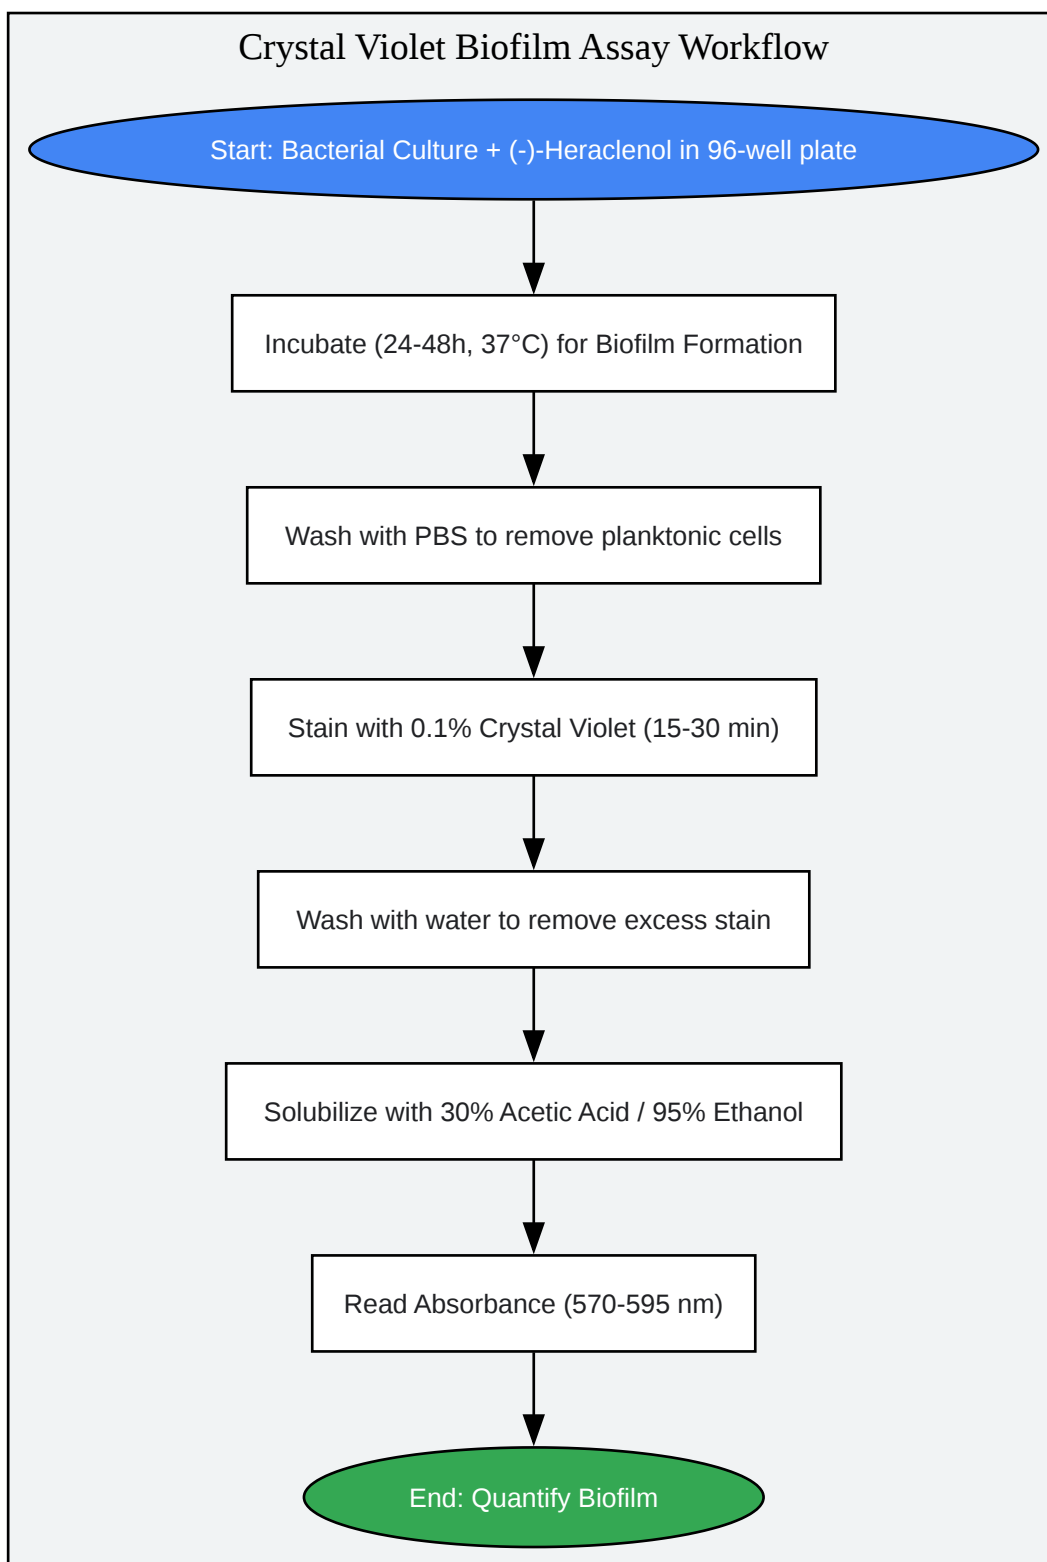 Crystal Violet Biofilm Assay Workflow
Start: Bacterial Culture + (-)-Heraclenol in 96-well plate
Incubate (24-48h, 37°C) for Biofilm Formation
Wash with PBS to remove planktonic cells
Stain with 0.1% Crystal Violet (15-30 min)
Wash with water to remove excess stain
Solubilize with 30% Acetic Acid / 95% Ethanol
Read Absorbance (570-595 nm)
End: Quantify Biofilm